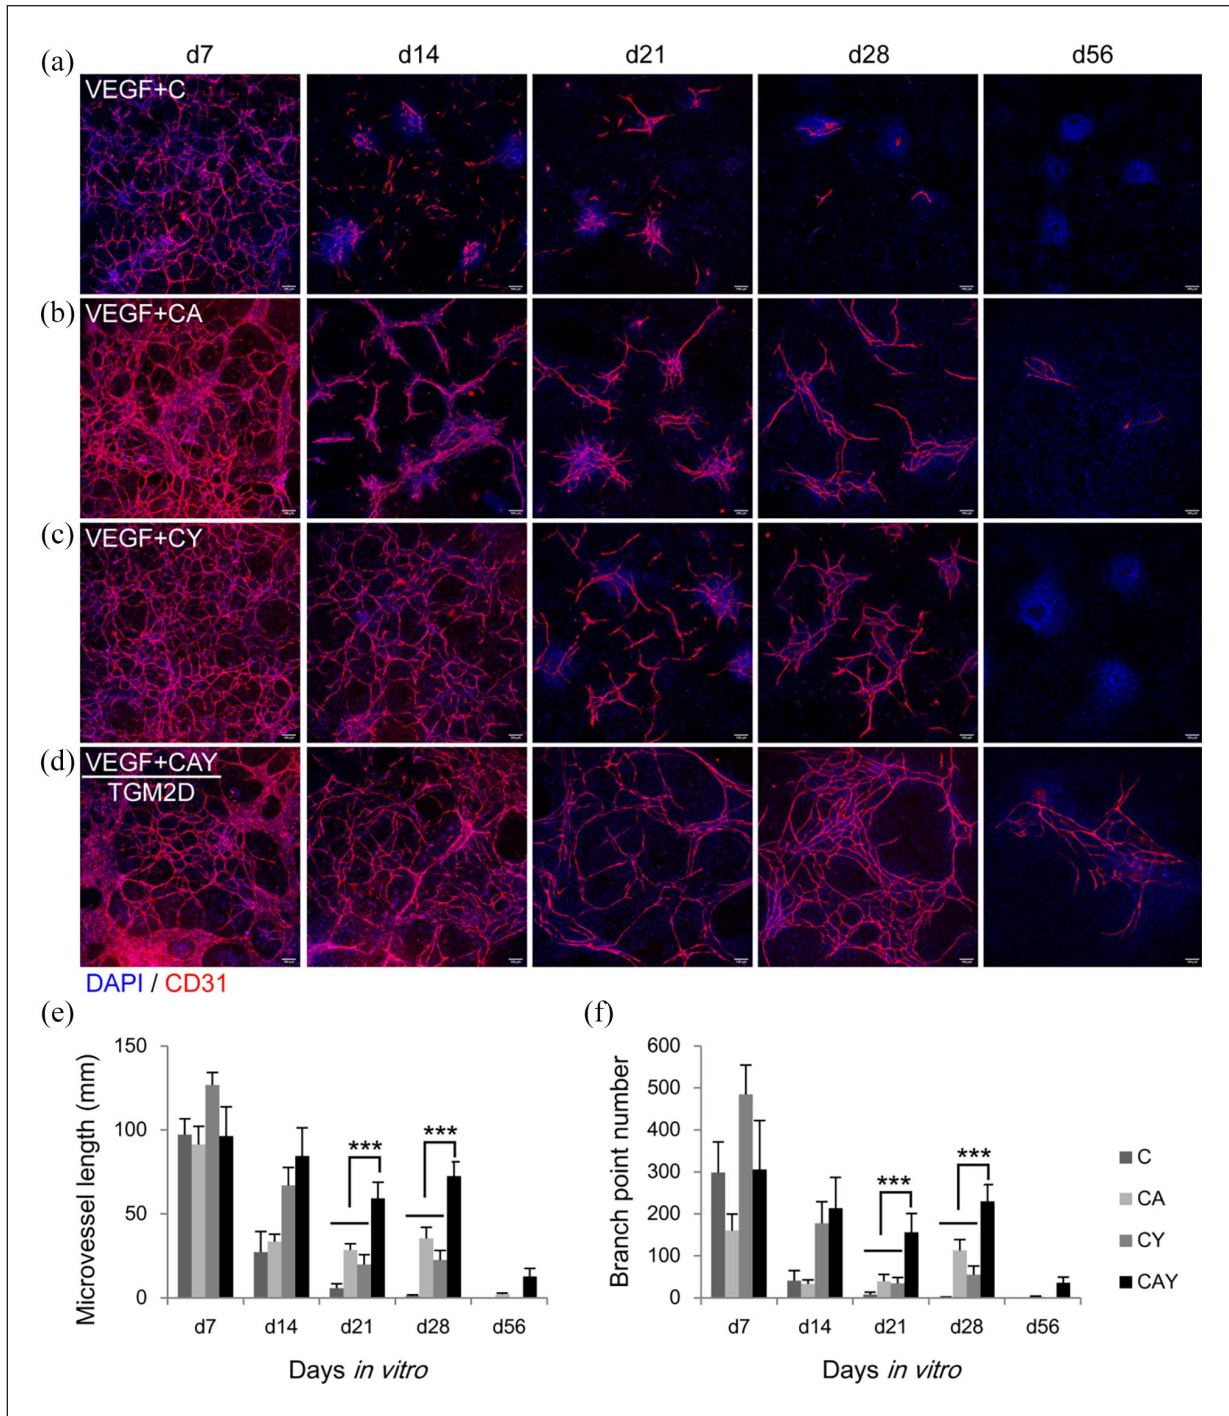 (a) d7 d14 d21 d28 d56
VEGF+C
(b) VEGF+CA
(c) VEGF+CY
(d) VEGF+CAY
TGM2D
DAPI / CD31
(e)
Microvessel length (mm)
150
100
50
0
*** ***
d7 d14 d21 d28 d56
Days in vitro
(f)
Branch point number
600
500
400
300
200
100
0
*** ***
d7 d14 d21 d28 d56
Days in vitro
C
CA
CY
CAY